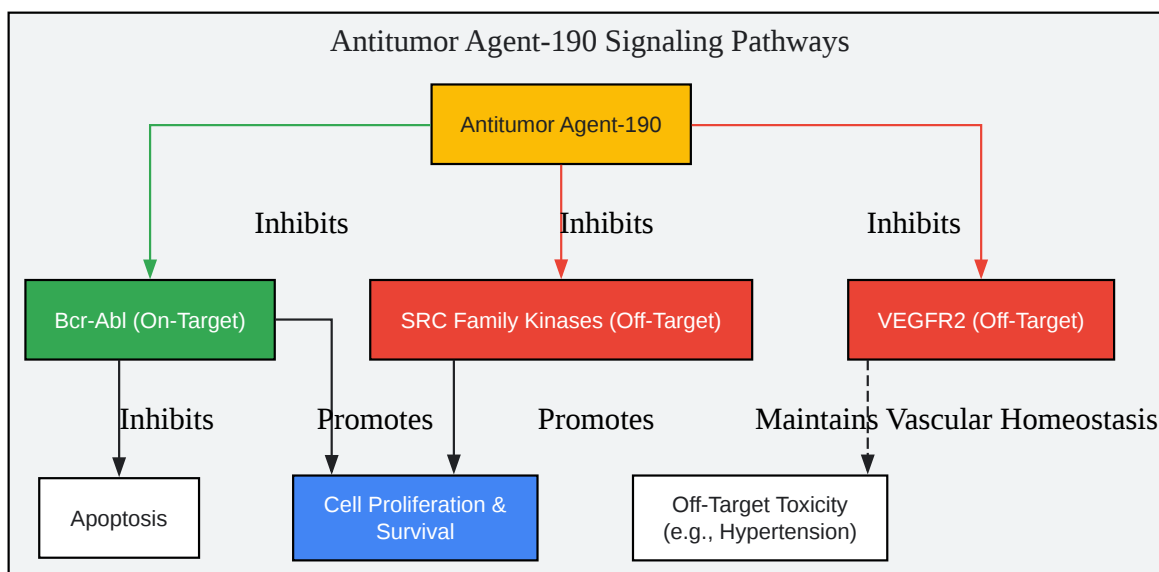 Antitumor Agent-190 Signaling Pathways
Antitumor Agent-190
Inhibits
Inhibits
Inhibits
Bcr-Abl (On-Target)
SRC Family Kinases (Off-Target)
VEGFR2 (Off-Target)
Inhibits
Promotes
Promotes
Maintains Vascular Homeostasis
Apoptosis
Cell Proliferation &
Survival
Off-Target Toxicity
(e.g., Hypertension)